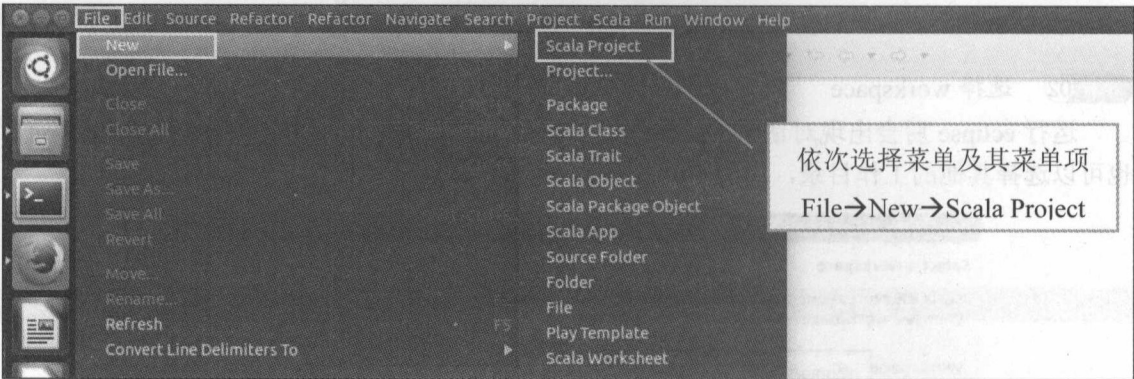 File Edit Source Refactor Refactor Navigate Search Project Scala Run Window Help
New
Open File...
Close
Close All
Save
Save As...
Save All
Revert
Move...
Rename...
Refresh F5
Convert Line Delimiters To
Scala Project
Project...
Package
Scala Class
Scala Trait
Scala Object
Scala Package Object
Scala App
Source Folder
Folder
File
Play Template
Scala Worksheet
依次选择菜单及其菜单项
File→New→Scala Project